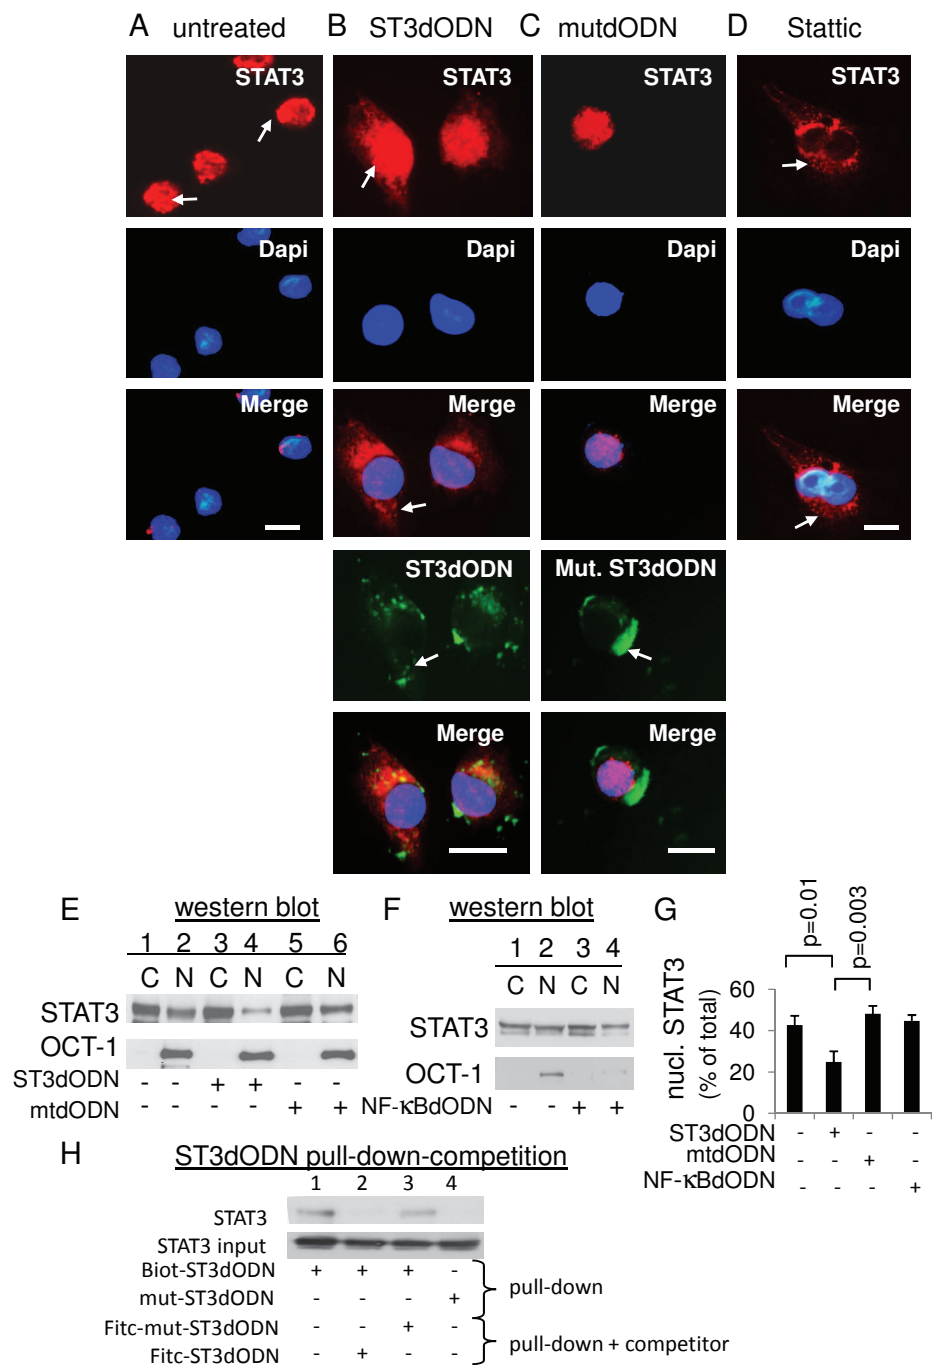 A untreated B ST3dODN C mutdODN D Stattic
STAT3 STAT3 STAT3 STAT3
Dapi Dapi Dapi Dapi
Merge Merge Merge Merge
ST3dODN Mut. ST3dODN
Merge Merge
E western blot
1 2 3 4 5 6
C N C N C N
STAT3
OCT-1
ST3dODN - - + + - -
mtdODN - - - - + +
F western blot
1 2 3 4
C N C N
STAT3
OCT-1
NF-κBdODN - - + +
G
p=0.01
p=0.003
nucl. STAT3
(% of total)
60
40
20
0
ST3dODN - + - -
mtdODN - - + -
NF-κBdODN - - - +
H ST3dODN pull-down-competition
1 2 3 4
STAT3
STAT3 input
Biot-ST3dODN + + + -
mut-ST3dODN - - - +
pull-down
Fitc-mut-ST3dODN - - + -
Fitc-ST3dODN - + - -
pull-down + competitor